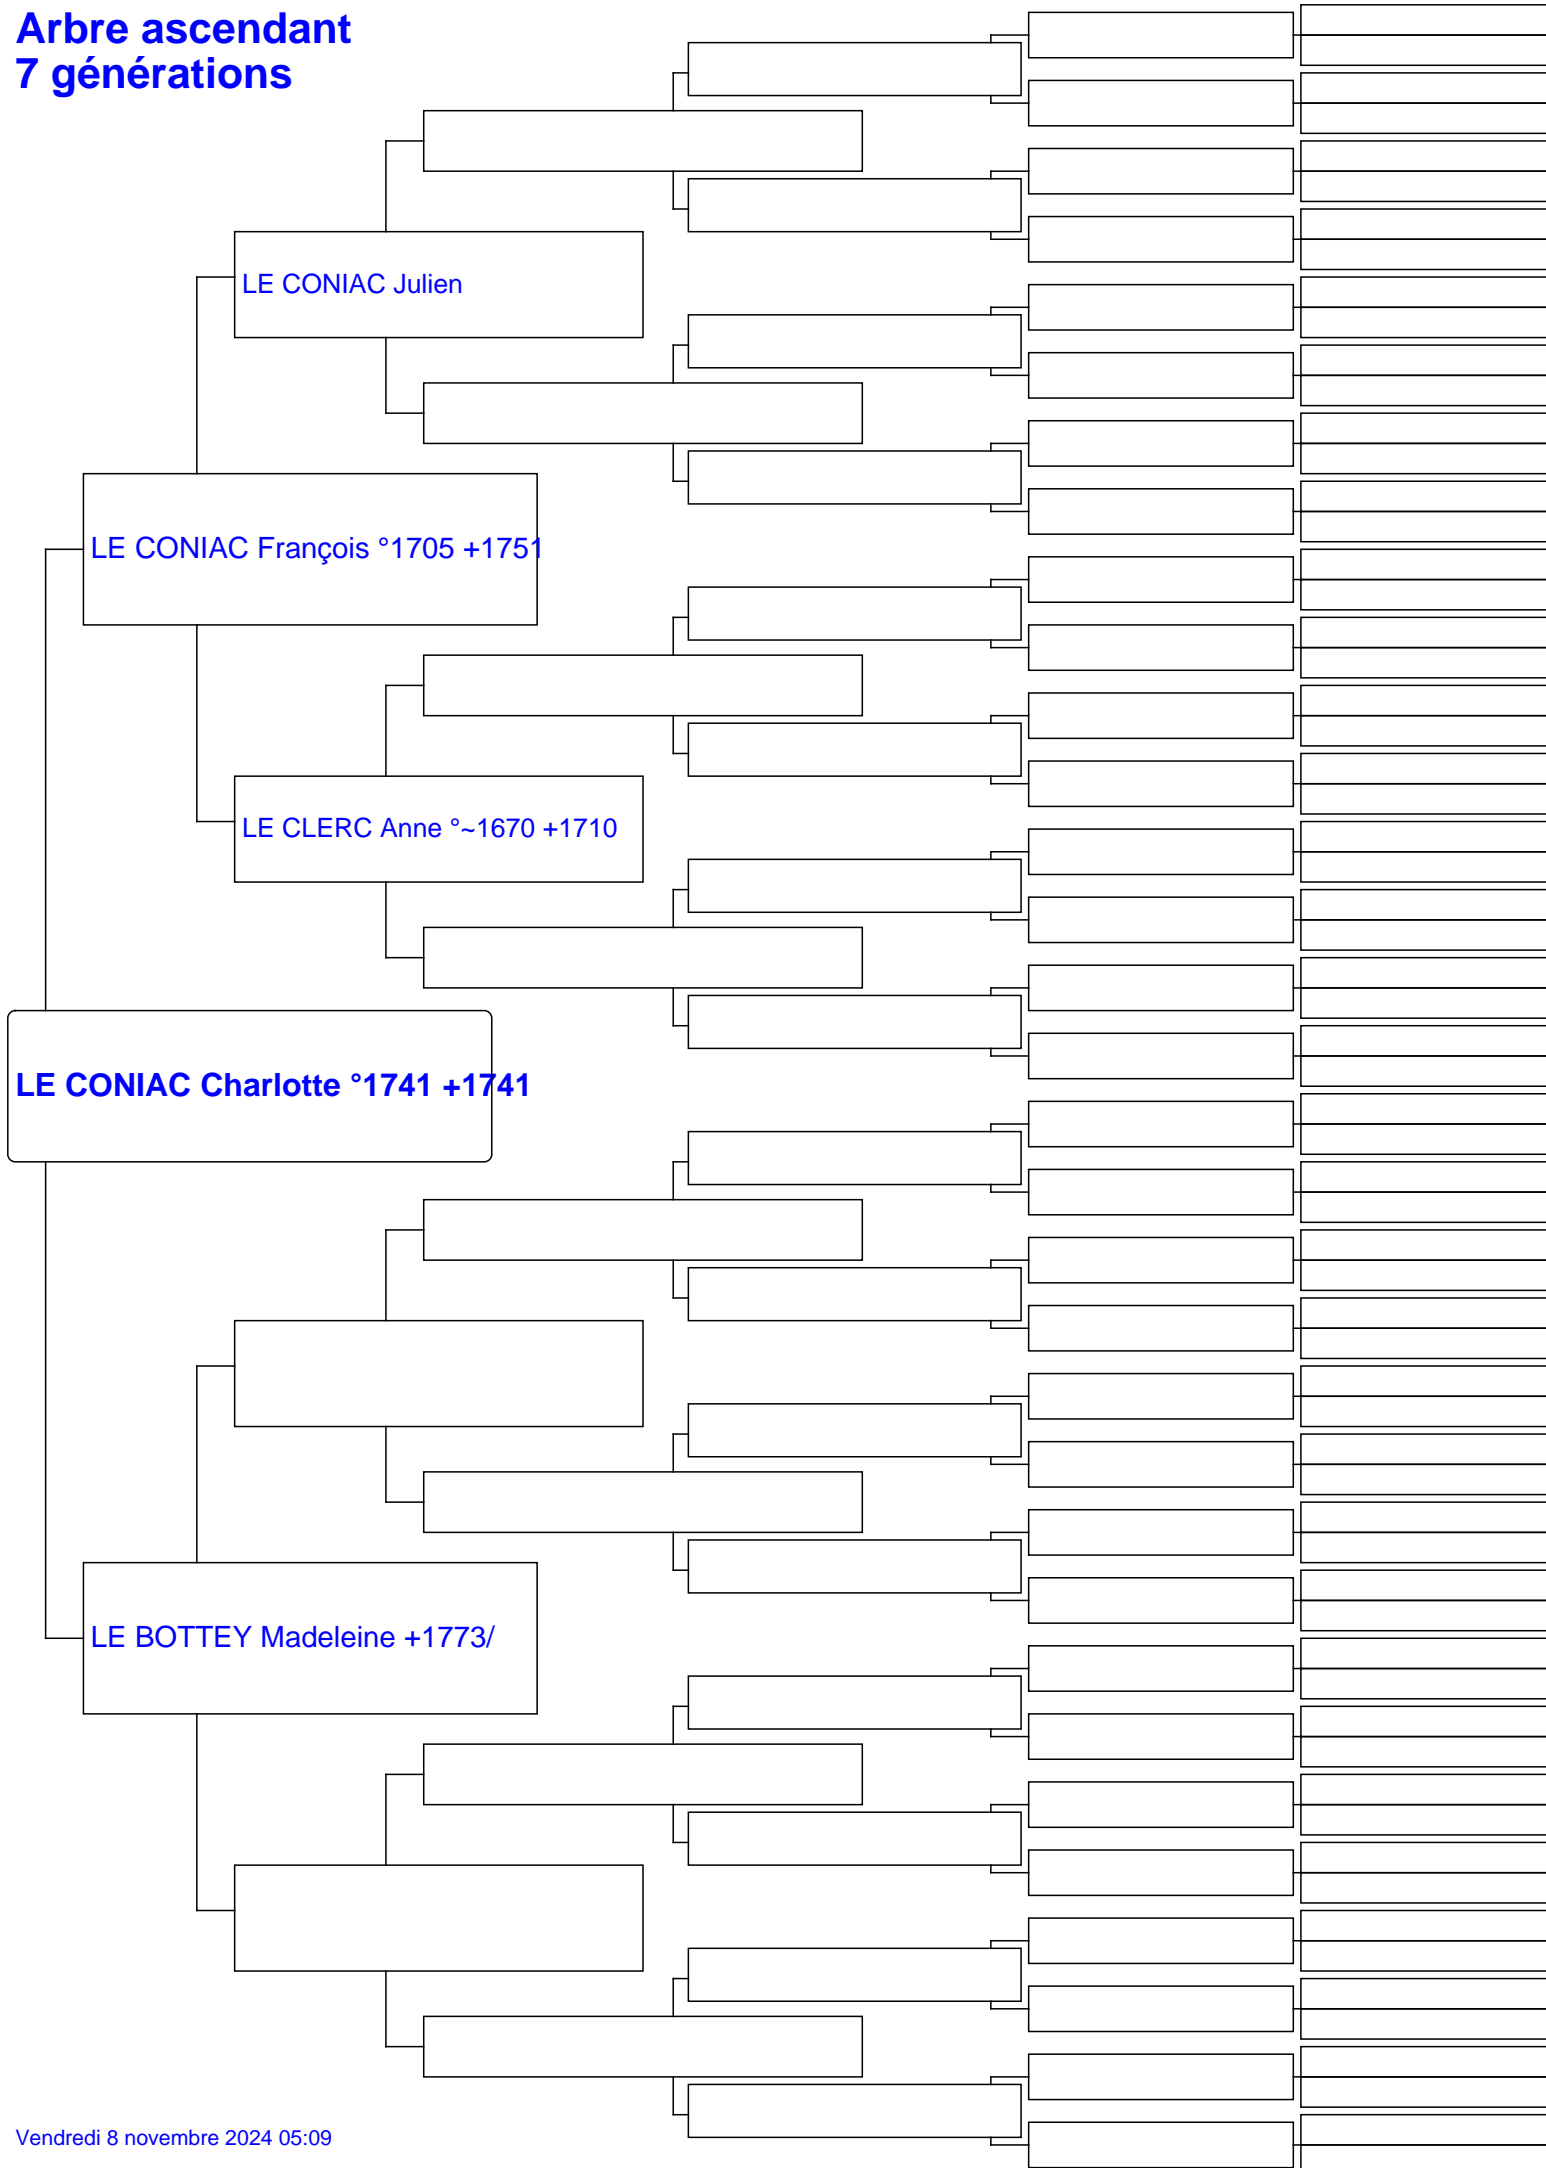 Arbre ascendant
7 générations
LE CONIAC Julien
LE CONIAC François °1705 +1751
LE CLERC Anne °~1670 +1710
LE CONIAC Charlotte °1741 +1741
LE BOTTEY Madeleine +1773/
Vendredi 8 novembre 2024 05:09